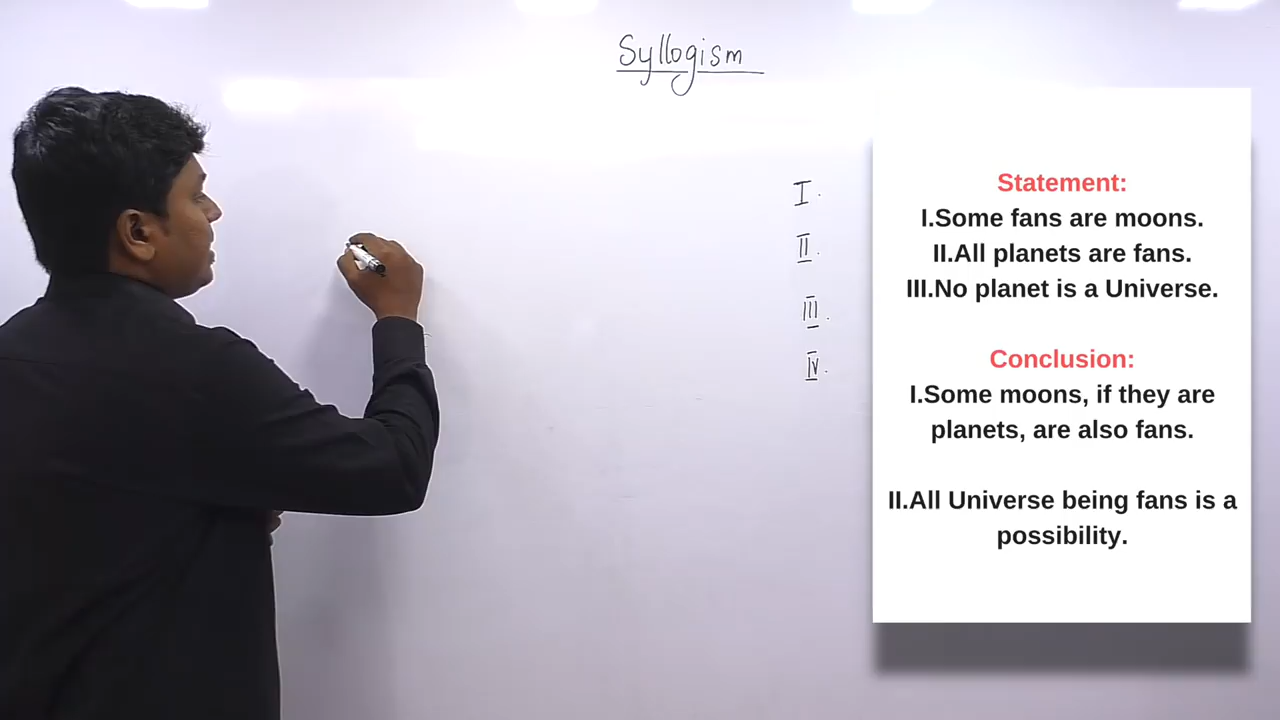 Syllogism
I.
II.
III.
IV.
Statement:
I.Some fans are moons.
II.All planets are fans.
III.No planet is a Universe.
Conclusion:
I.Some moons, if they are
planets, are also fans.
II.All Universe being fans is a
possibility.